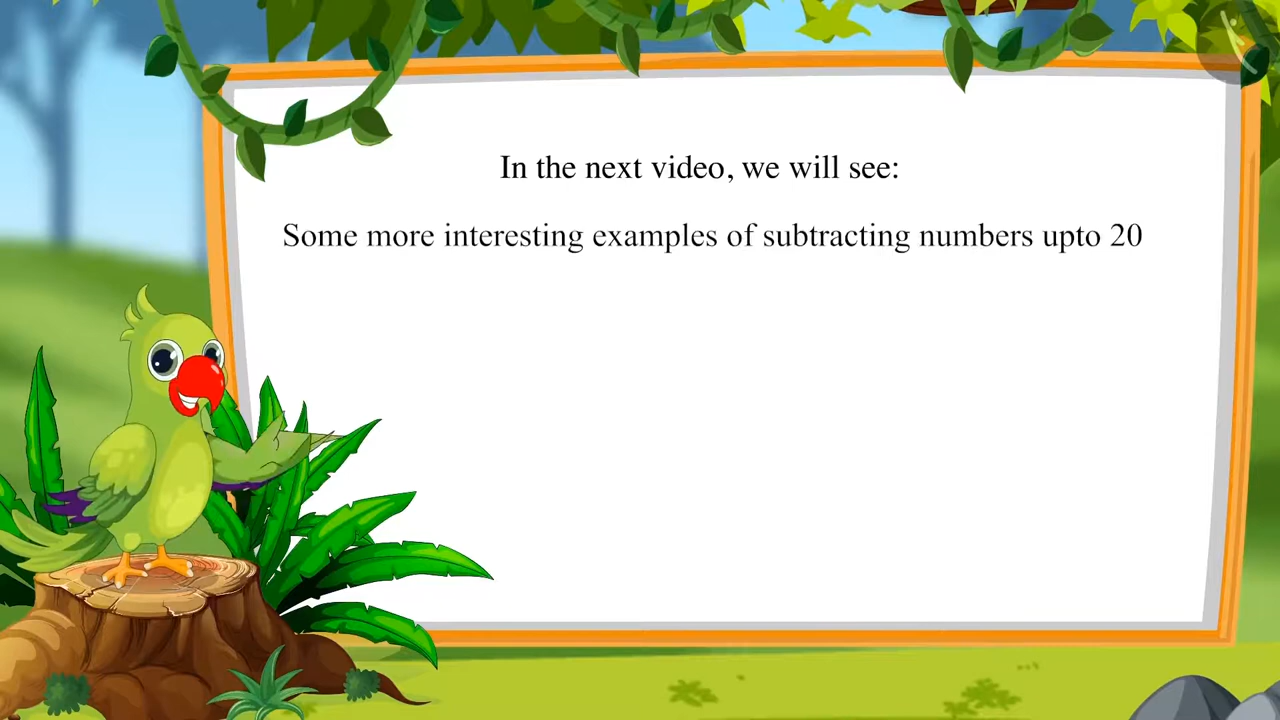 In the next video, we will see:
Some more interesting examples of subtracting numbers upto 20